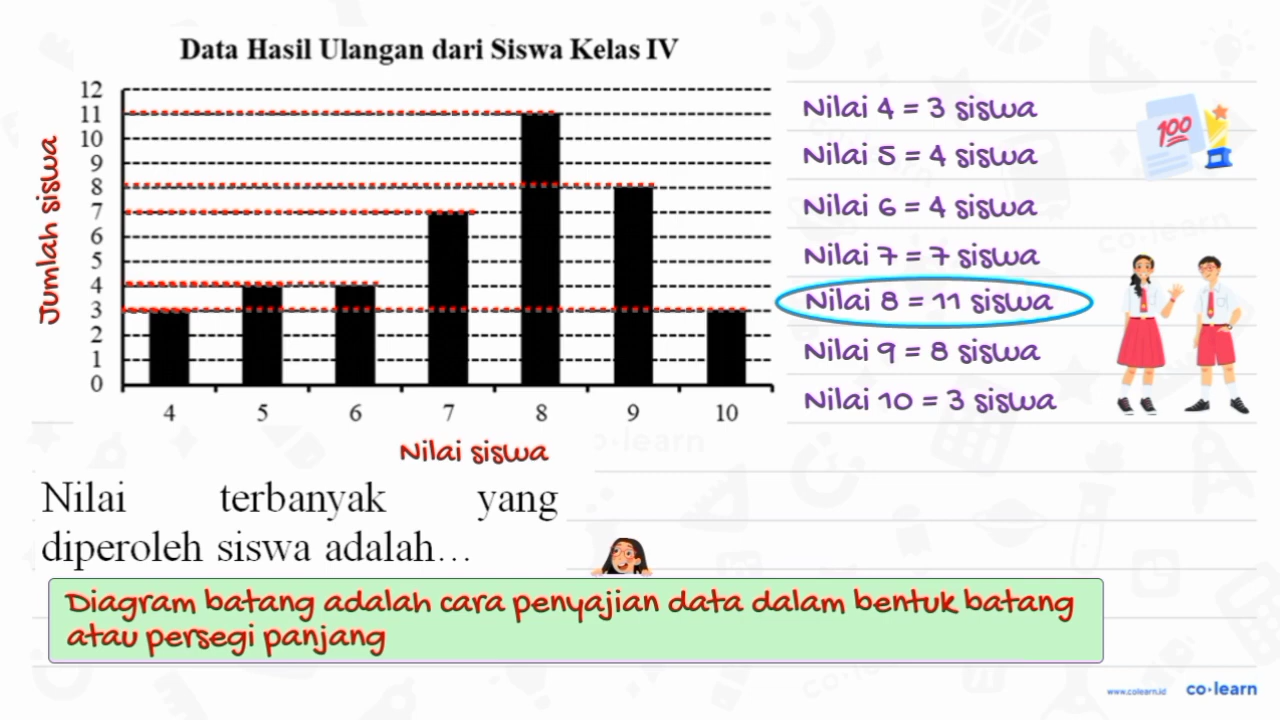 Data Hasil Ulangan dari Siswa Kelas IV
Jumlah siswa
12
11
10
9
8
7
6
5
4
3
2
1
0
4 5 6 7 8 9 10
Nilai siswa
Nilai 4 = 3 siswa
Nilai 5 = 4 siswa
Nilai 6 = 4 siswa
Nilai 7 = 7 siswa
Nilai 8 = 11 siswa
Nilai 9 = 8 siswa
Nilai 10 = 3 siswa
100
Nilai terbanyak yang
diperoleh siswa adalah...
Diagram batang adalah cara penyajian data dalam bentuk batang
atau persegi panjang
www.colearn.id co·learn